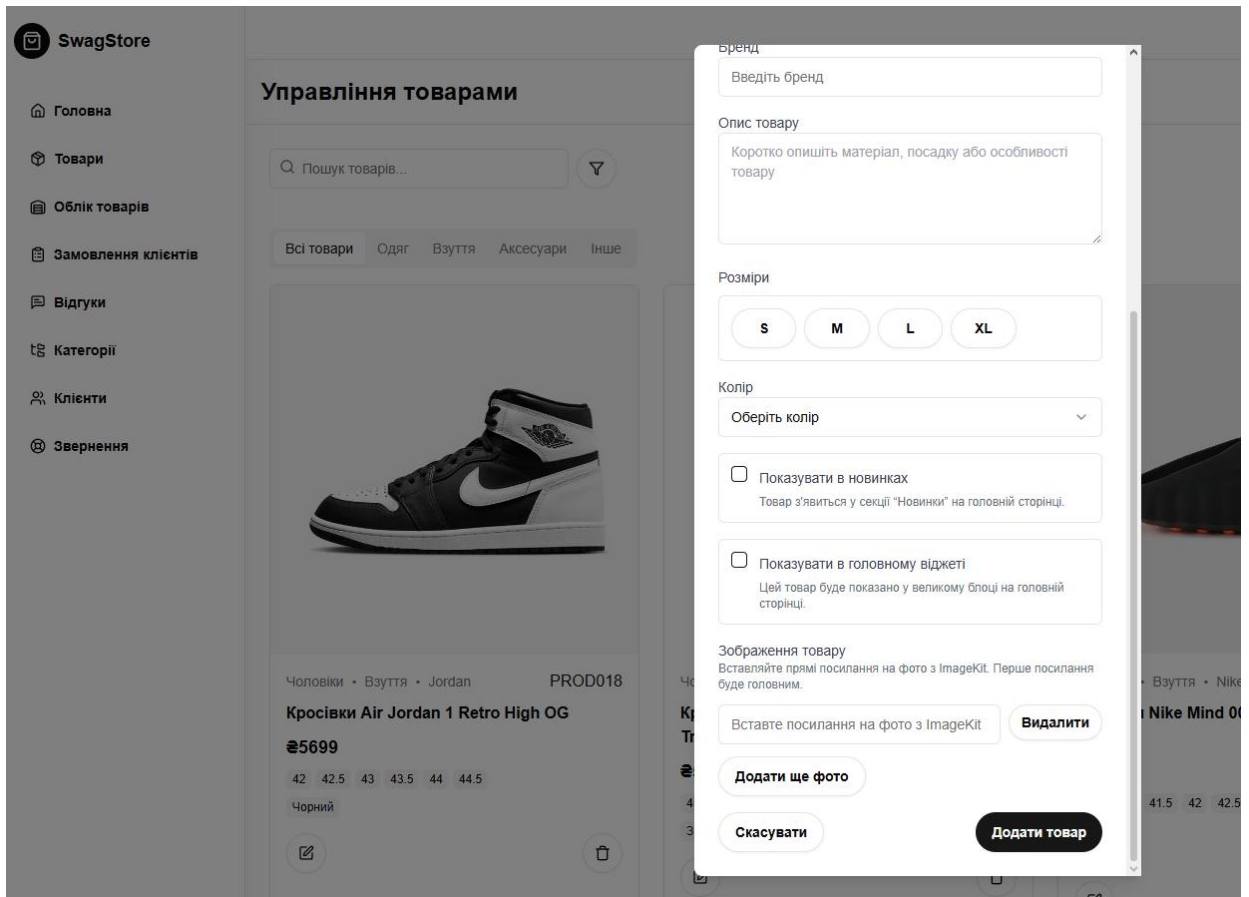 SwagStore
Головна
Товари
Облік товарів
Замовлення клієнтів
Відгуки
Категорії
Клієнти
Звернення
Управління товарами
Пошук товарів...
Всі товари Одяг Взуття Аксесуари Інше
Чоловіки • Взуття • Jordan PROD018
Кросівки Air Jordan 1 Retro High OG
₴5699
42 42.5 43 43.5 44 44.5
Чорний
Бренд
Введіть бренд
Опис товару
Коротко опишіть матеріал, посадку або особливості
товару
Розміри
S M L XL
Колір
Оберіть колір
Показувати в новинках
Товар з'явиться у секції “Новинки” на головній сторінці.
Показувати в головному віджеті
Цей товар буде показано у великому блоці на головній
сторінці.
Зображення товару
Вставляйте прямі посилання на фото з ImageKit. Перше посилання
буде головним.
Вставте посилання на фото з ImageKit Видалити
Додати ще фото
Скасувати Додати товар
• Взуття • Nike
Nike Mind 00
41.5 42 42.5